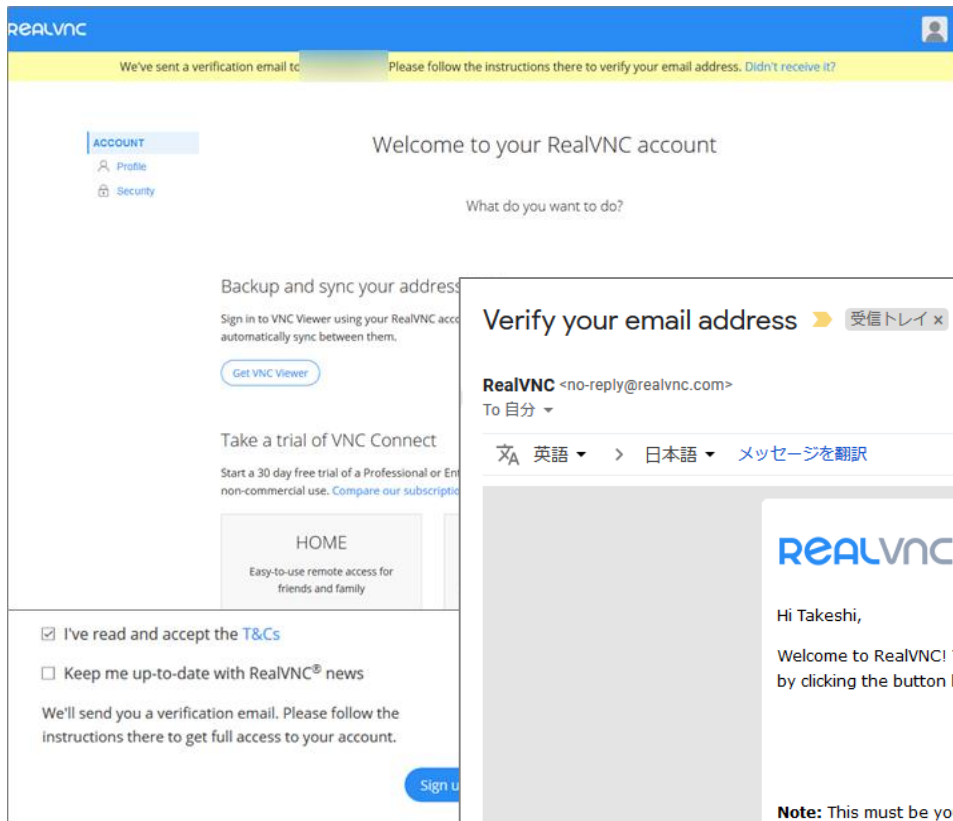 REALVNC
We've sent a verification email to Please follow the instructions there to verify your email address. Didn't receive it?
ACCOUNT
Profile
Security
Welcome to your RealVNC account
What do you want to do?
Backup and sync your address
Sign in to VNC Viewer using your RealVNC acco
automatically sync between them.
Get VNC Viewer
Take a trial of VNC Connect
Start a 30 day free trial of a Professional or Ent
non-commercial use. Compare our subscriptio
HOME
Easy-to-use remote access for
friends and family
I've read and accept the T&Cs
Keep me up-to-date with RealVNC® news
We'll send you a verification email. Please follow the
instructions there to get full access to your account.
Sign u
Verify your email address 受信トレイ ×
RealVNC <no-reply@realvnc.com>
To 自分
英語 > 日本語 メッセージを翻訳
REALVNC
Hi Takeshi,
Welcome to RealVNC!
by clicking the button
Note: This must be you